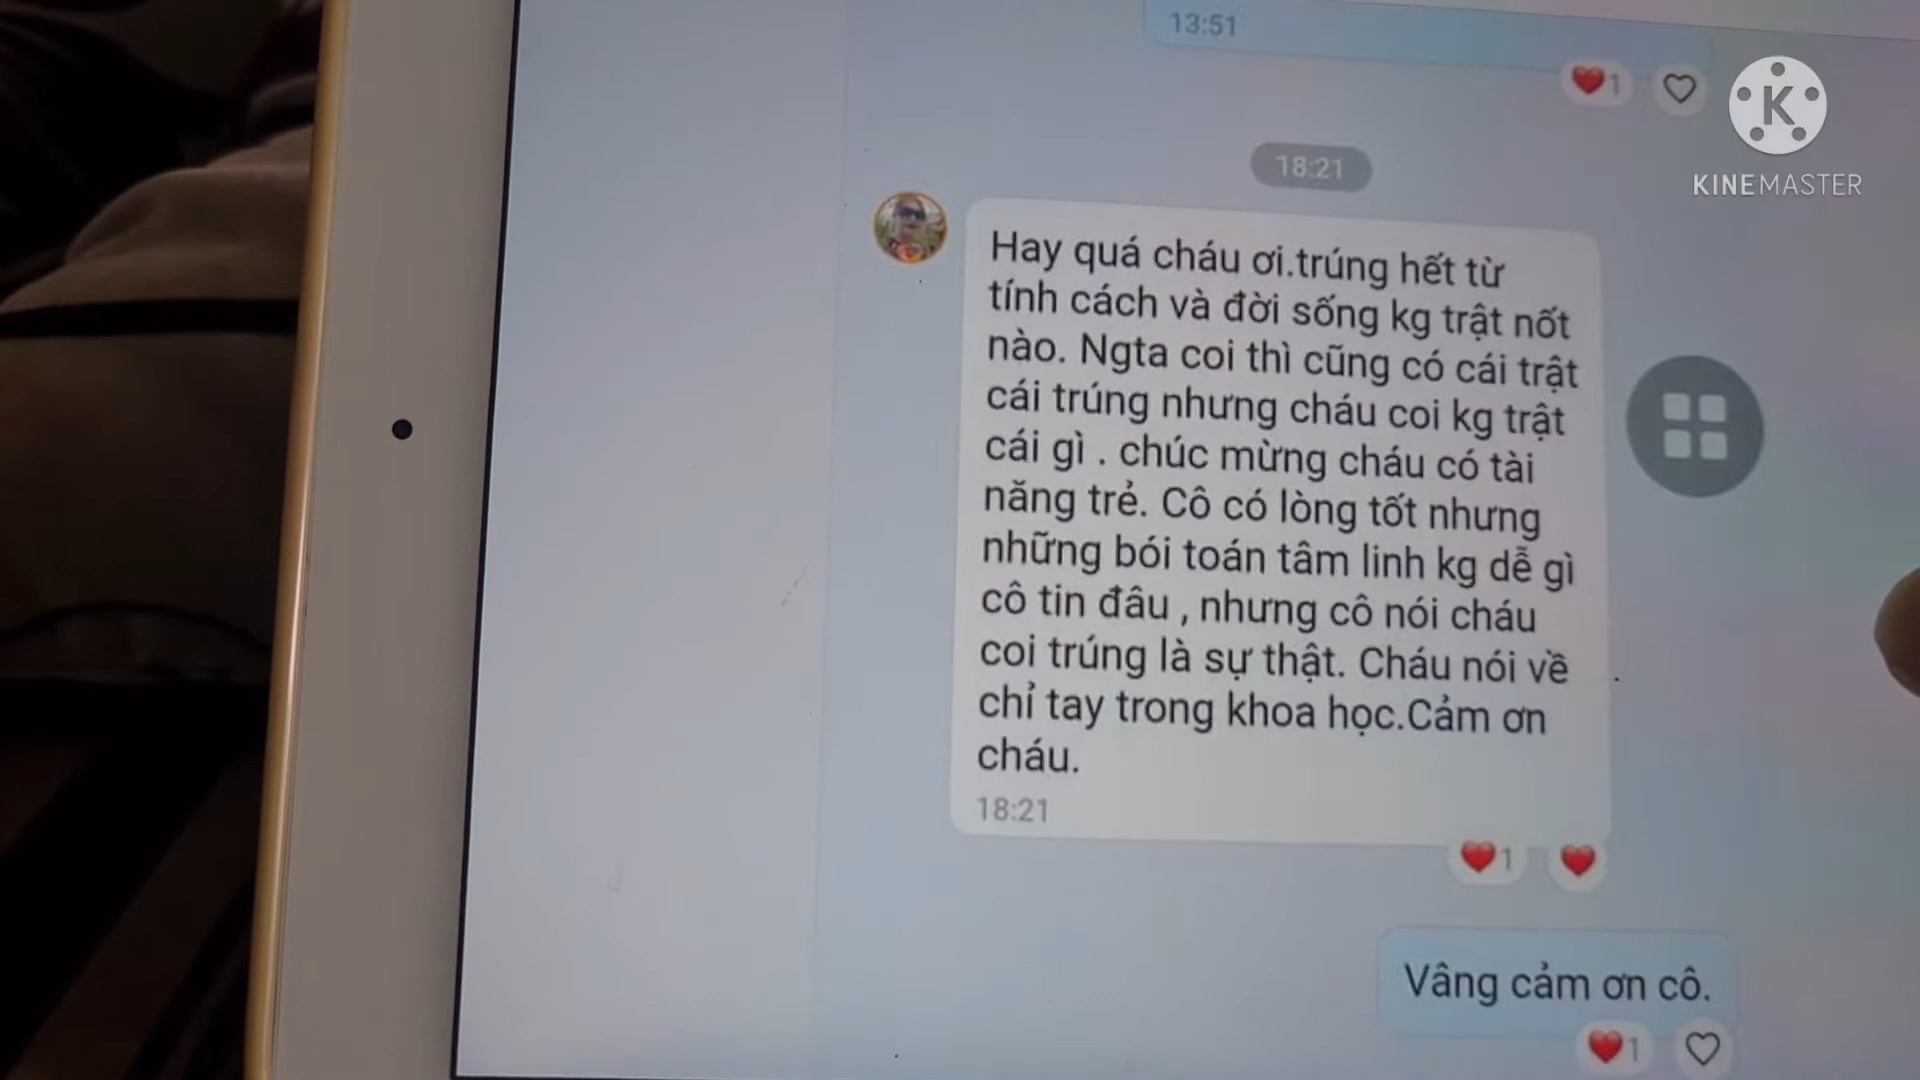 13:51
1
K
KINEMASTER
18:21
Hay quá cháu ơi.trúng hết từ
tính cách và đời sống kg trật nốt
nào. Ngta coi thì cũng có cái trật
cái trúng nhưng cháu coi kg trật
cái gì . chúc mừng cháu có tài
năng trẻ. Cô có lòng tốt nhưng
những bói toán tâm linh kg dễ gì
cô tin đâu , nhưng cô nói cháu
coi trúng là sự thật. Cháu nói về
chỉ tay trong khoa học.Cảm ơn
cháu.
18:21
1
Vâng cảm ơn cô.
1